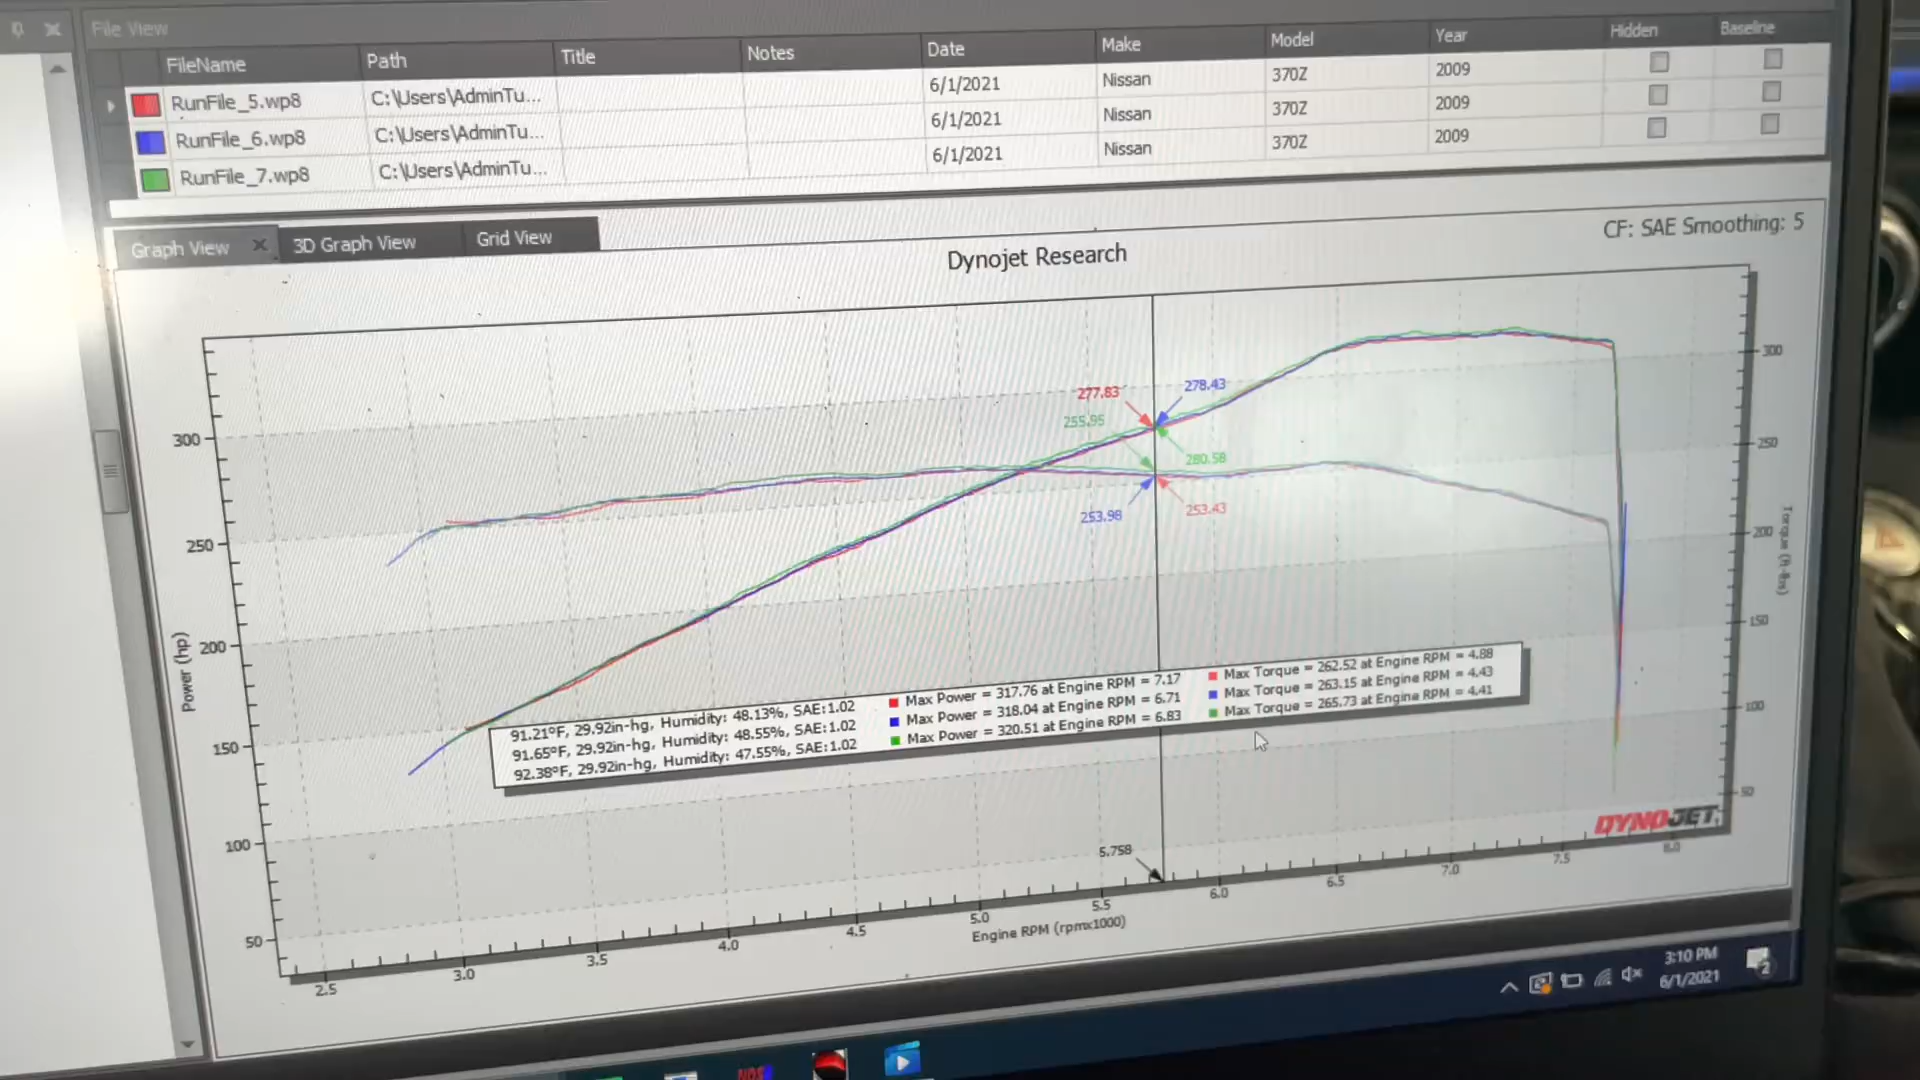 File View
FileName Path Title Notes Date Make Model Year Hidden Baseline
RunFile_5.wp8 C:\Users\AdminTu... 6/1/2021 Nissan 370Z 2009
RunFile_6.wp8 C:\Users\AdminTu... 6/1/2021 Nissan 370Z 2009
RunFile_7.wp8 C:\Users\AdminTu... 6/1/2021 Nissan 370Z 2009
Graph View 3D Graph View Grid View
CF: SAE Smoothing: 5
Dynojet Research
277.83 278.43
255.95 280.58
253.98 253.43
300
250
200
150
100
50
Power (hp)
300
250
200
150
100
50
Torque (ft-lbs)
91.21°F, 29.92in-hg, Humidity: 48.13%, SAE:1.02 Max Power = 317.76 at Engine RPM = 7.17 Max Torque = 262.52 at Engine RPM = 4.88
91.65°F, 29.92in-hg, Humidity: 48.55%, SAE:1.02 Max Power = 318.04 at Engine RPM = 6.71 Max Torque = 263.15 at Engine RPM = 4.43
92.38°F, 29.92in-hg, Humidity: 47.55%, SAE:1.02 Max Power = 320.51 at Engine RPM = 6.83 Max Torque = 265.73 at Engine RPM = 4.41
DYNOJET
5.758
2.5 3.0 3.5 4.0 4.5 5.0 5.5 6.0 6.5 7.0 7.5 8.0
Engine RPM (rpmx1000)
3:10 PM
6/1/2021
2
NOS